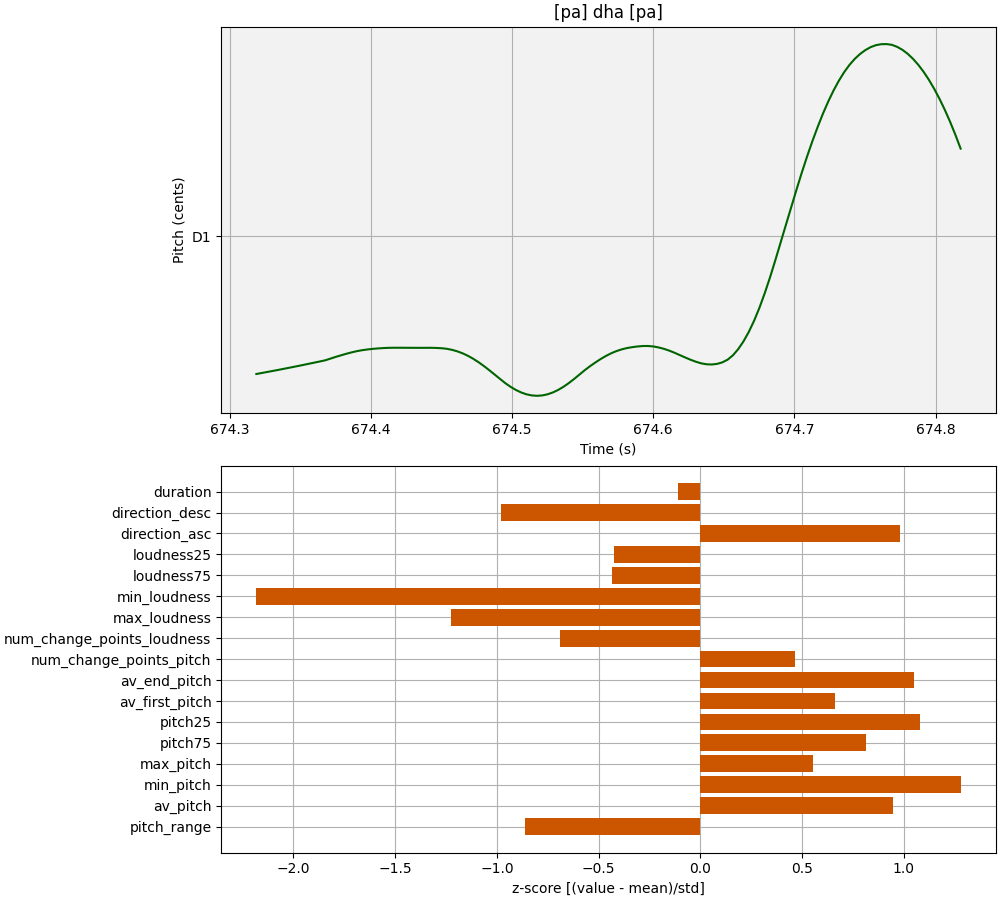 [pa] dha [pa]
Pitch (cents)
D1
674.3 674.4 674.5 674.6 674.7 674.8
Time (s)
duration
direction_desc
direction_asc
loudness25
loudness75
min_loudness
max_loudness
num_change_points_loudness
num_change_points_pitch
av_end_pitch
av_first_pitch
pitch25
pitch75
max_pitch
min_pitch
av_pitch
pitch_range
−2.0 −1.5 −1.0 −0.5 0.0 0.5 1.0
z-score [(value - mean)/std]